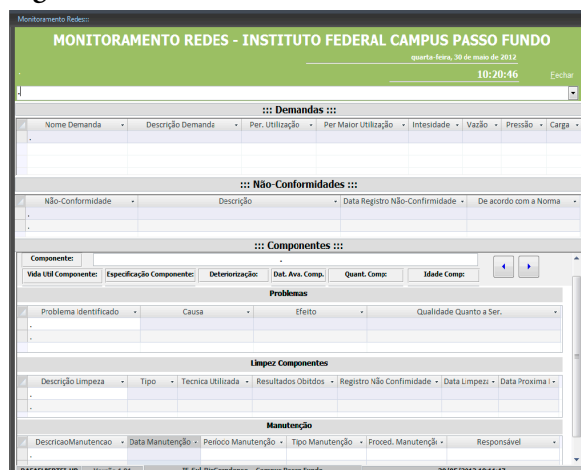 Monitoramento Redes:::
MONITORAMENTO REDES - INSTITUTO FEDERAL CAMPUS PASSO FUNDO
quarta-feira, 30 de maio de 2012
10:20:46 Fechar
::: Demandas :::
Nome Demanda Descrição Demanda Per. Utilização Per Maior Utilização Intesidade Vazão Pressão Carga
::: Não-Conformidades :::
Não-Conformidade Descrição Data Registro Não-Confirmidade De acordo com a Norma
::: Componentes :::
Componente:
Vida Util Componente: Especificação Componente: Deteriorização: Dat. Ava. Comp. Quant. Comp: Idade Comp:
Problemas
Problema identificado Causa Efeito Qualidade Quanto a Ser.
Limpez Componentes
Descrição Limpeza Tipo Tecnica Utilizada Resultados Obitdos Registro Não Confimidade Data Limpeza Data Proxima l
Manutenção
DescricaoManutencao Data Manutenção Períoco Manutenção Tipo Manutenção Proced. Manutenção Responsável